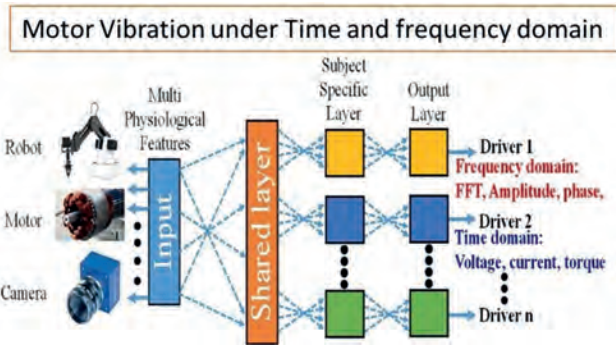 Motor Vibration under Time and frequency domain
Robot
Motor
Camera
Multi
Physiological
Features
Input
Shared layer
Subject
Specific
Layer
Output
Layer
Driver 1
Frequency domain:
FFT, Amplitude, phase,
Driver 2
Time domain:
Voltage, current, torque
Driver n